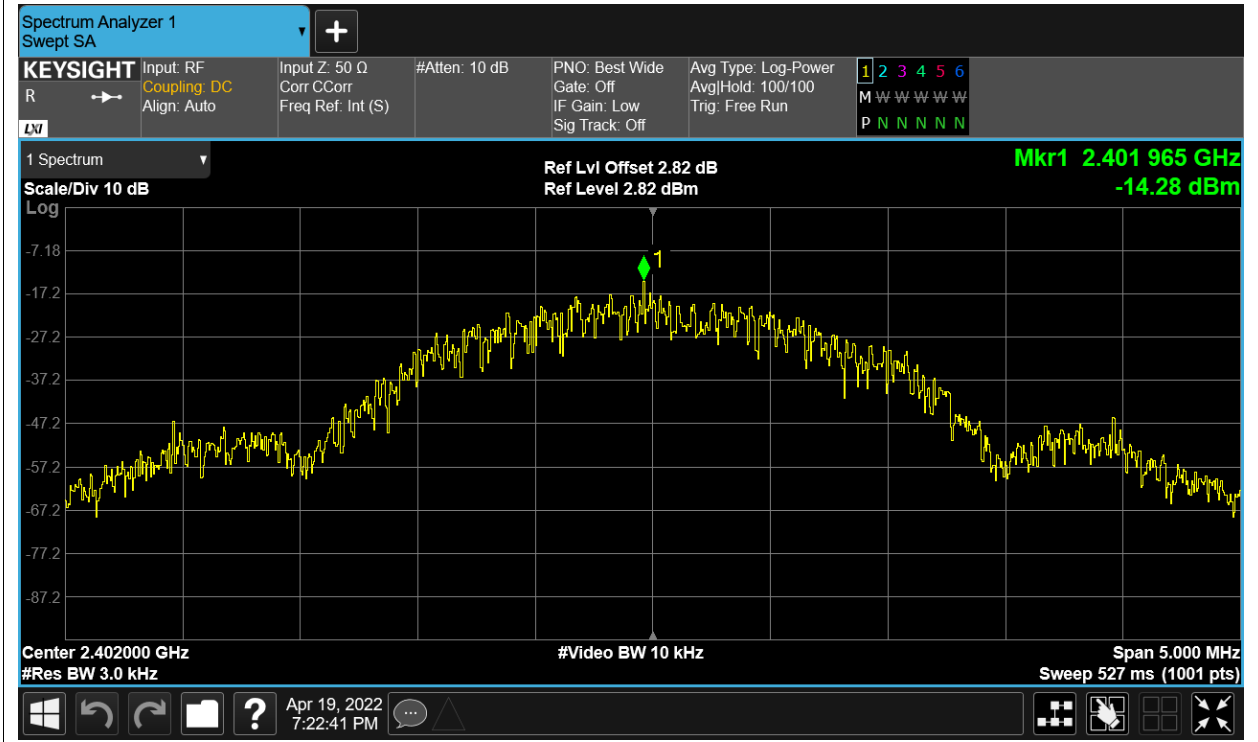 Spectrum Analyzer 1
Swept SA
KEYSIGHT
R
LXI
Input: RF
Coupling: DC
Align: Auto
Input Z: 50 Ω
Corr CCorr
Freq Ref: Int (S)
#Atten: 10 dB
PNO: Best Wide
Gate: Off
IF Gain: Low
Sig Track: Off
Avg Type: Log-Power
Avg|Hold: 100/100
Trig: Free Run
1 2 3 4 5 6
M W W W W W
P N N N N N
1 Spectrum
Scale/Div 10 dB
Log
Ref Lvl Offset 2.82 dB
Ref Level 2.82 dBm
Mkr1 2.401 965 GHz
-14.28 dBm
1
-7.18
-17.2
-27.2
-37.2
-47.2
-57.2
-67.2
-77.2
-87.2
Center 2.402000 GHz
#Video BW 10 kHz
Span 5.000 MHz
#Res BW 3.0 kHz
Sweep 527 ms (1001 pts)
?
Apr 19, 2022
7:22:41 PM